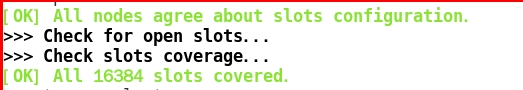 [OK] All nodes agree about slots configuration.
>>> Check for open slots...
>>> Check slots coverage...
[OK] All 16384 slots covered.